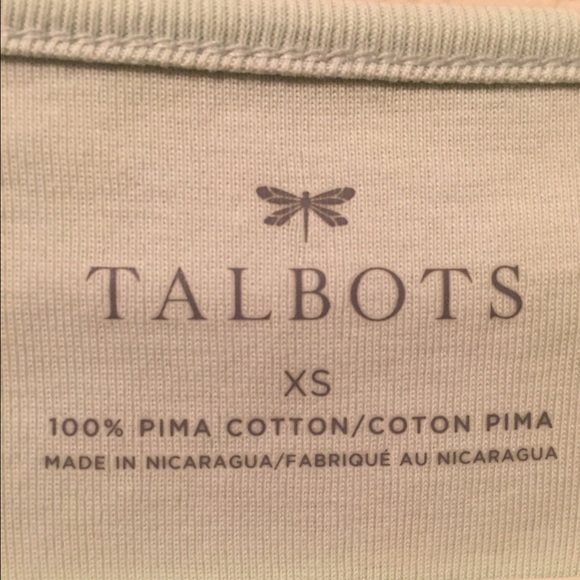 TALBOTS
XS
100% PIMA COTTON/COTON PIMA
MADE IN NICARAGUA/FABRIQUÉ AU NICARAGUA